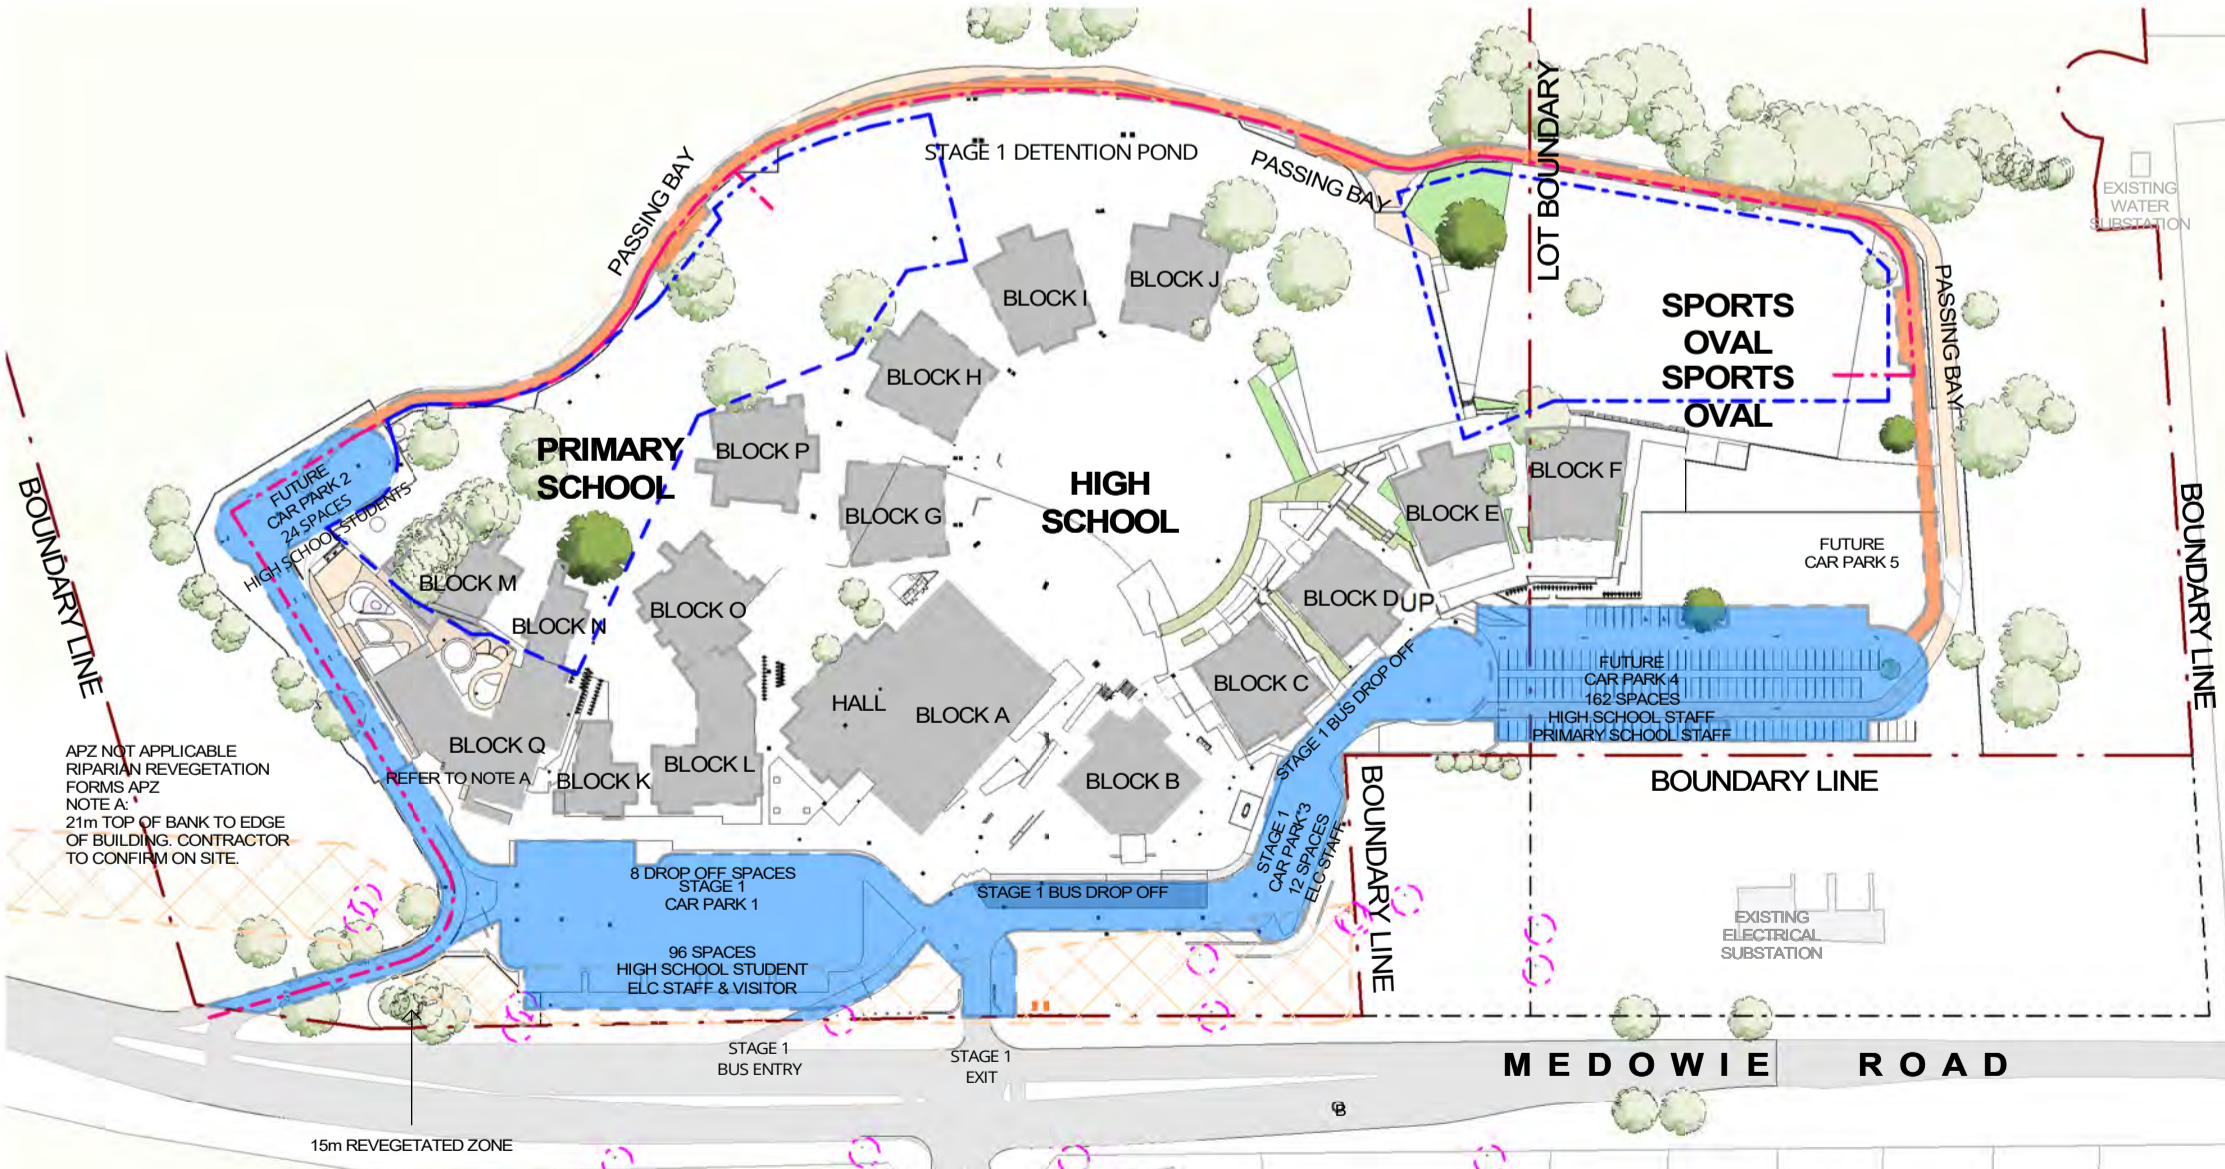 STAGE 1 DETENTION POND
PASSING BAY
PASSING BAY
LOT BOUNDARY
EXISTING
WATER
SUBSTATION
PASSING BAY
BLOCK I
BLOCK J
SPORTS
OVAL
SPORTS
OVAL
BLOCK H
BLOCK P
PRIMARY
SCHOOL
BLOCK G
HIGH
SCHOOL
BLOCK E
BLOCK F
FUTURE
CAR PARK 2
24 SPACES
HIGH SCHOOL STUDENTS
BOUNDARY LINE
BOUNDARY LINE
FUTURE
CAR PARK 5
BLOCK M
BLOCK N
BLOCK O
BLOCK D
UP
BLOCK C
HALL
BLOCK A
BLOCK B
BLOCK Q
REFER TO NOTE A
BLOCK K
BLOCK L
STAGE 1 BUS DROP OFF
FUTURE
CAR PARK 4
162 SPACES
HIGH SCHOOL STAFF
PRIMARY SCHOOL STAFF
APZ NOT APPLICABLE
RIPARIAN REVEGETATION
FORMS APZ
NOTE A:
21m TOP OF BANK TO EDGE
OF BUILDING. CONTRACTOR
TO CONFIRM ON SITE.
BOUNDARY LINE
BOUNDARY LINE
STAGE 1
CAR PARK 3
12 SPACES
ELC STAFF
8 DROP OFF SPACES
STAGE 1
CAR PARK 1
STAGE 1 BUS DROP OFF
96 SPACES
HIGH SCHOOL STUDENT
ELC STAFF & VISITOR
EXISTING
ELECTRICAL
SUBSTATION
STAGE 1
BUS ENTRY
STAGE 1
EXIT
MEDOWIE ROAD
15m REVEGETATED ZONE